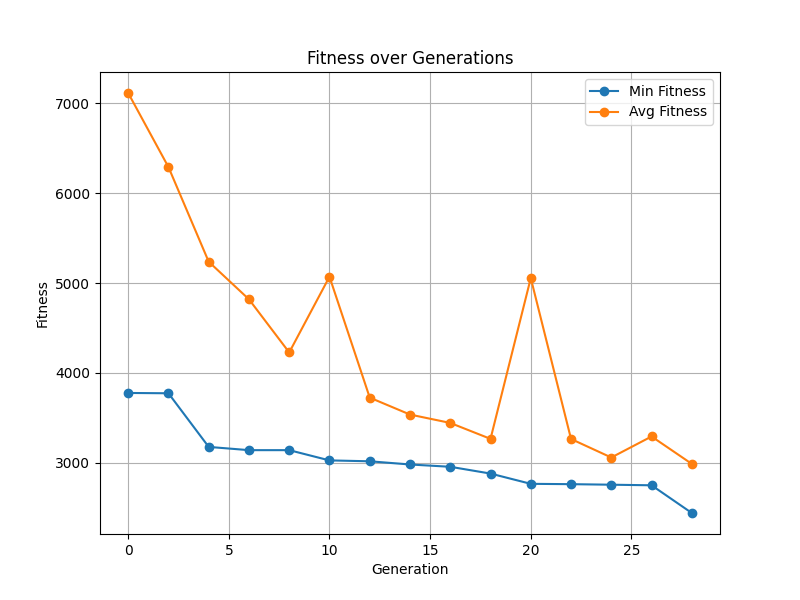 Fitness over Generations
Min Fitness
Avg Fitness
7000
6000
5000
4000
3000
Fitness
0 5 10 15 20 25
Generation